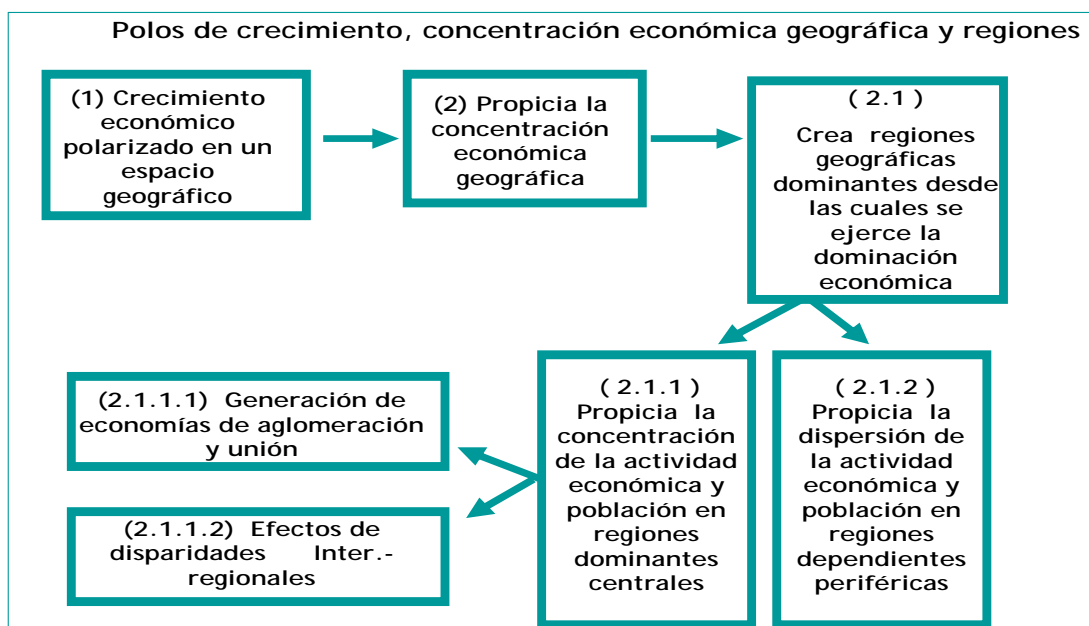 Polos de crecimiento, concentración económica geográfica y regiones
(1) Crecimiento
económico
polarizado en un
espacio
geográfico
(2) Propicia la
concentración
económica
geográfica
( 2.1 )
Crea regiones
geográficas
dominantes desde
las cuales se
ejerce la
dominación
económica
(2.1.1.1) Generación de
economías de aglomeración
y unión
(2.1.1.2) Efectos de
disparidades Inter.-
regionales
( 2.1.1 )
Propicia la
concentración
de la actividad
económica y
población en
regiones
dominantes
centrales
( 2.1.2 )
Propicia la
dispersión de
la actividad
económica y
población en
regiones
dependientes
periféricas